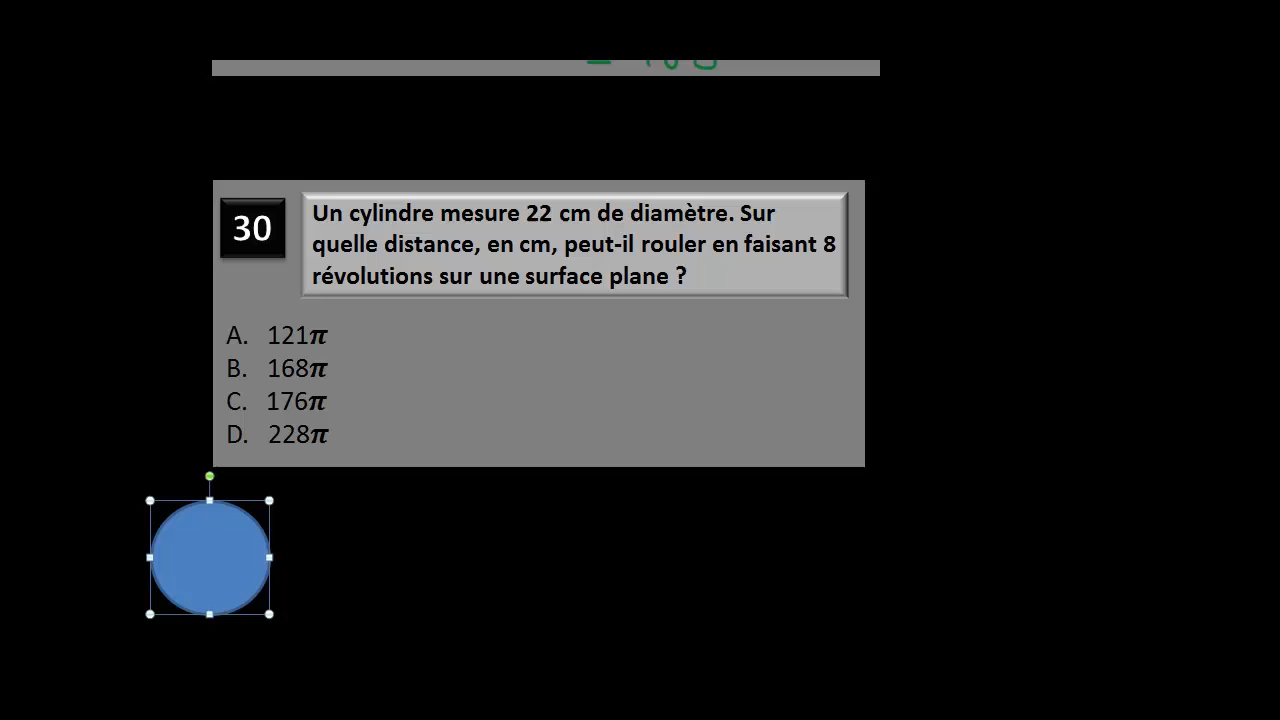 30
Un cylindre mesure 22 cm de diamètre. Sur
quelle distance, en cm, peut-il rouler en faisant 8
révolutions sur une surface plane ?
A. 121π
B. 168π
C. 176π
D. 228π